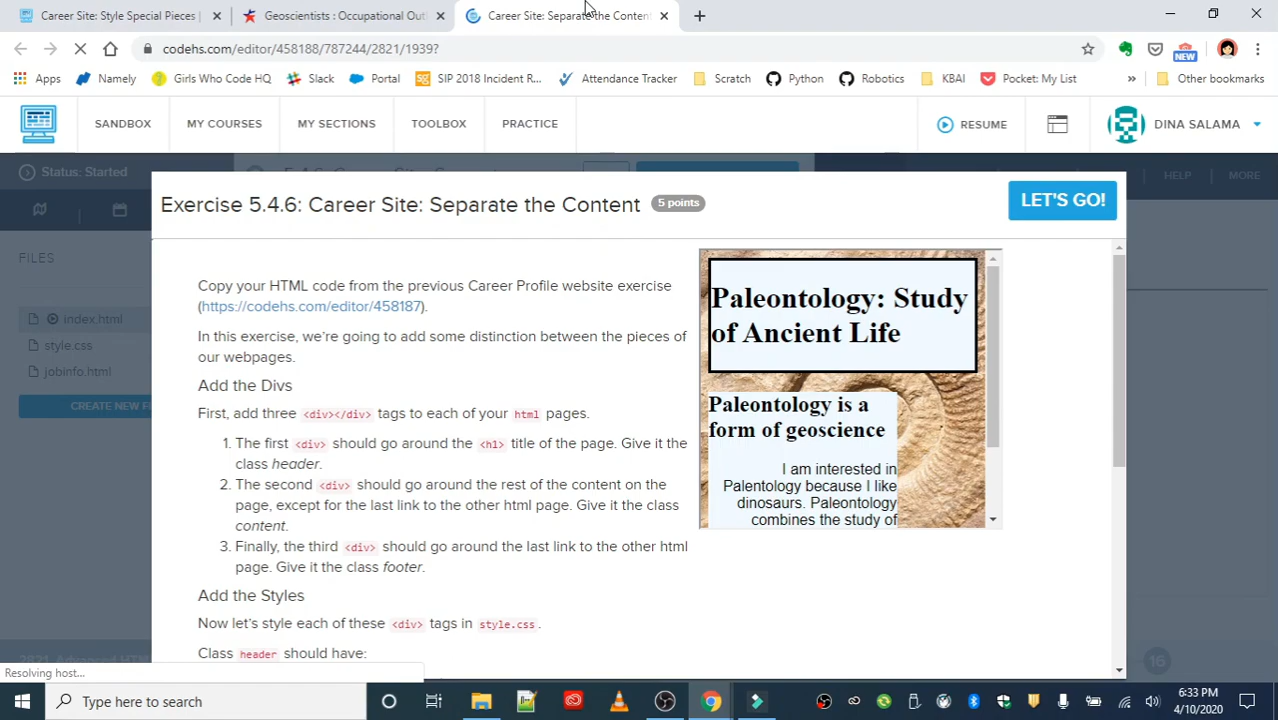 Career Site: Style Special Pieces |
Geoscientists : Occupational Out
Career Site: Separate the Content
codehs.com/editor/458188/787244/2821/1939?
NEW
Apps
Namely
Girls Who Code HQ
Slack
Portal
SIP 2018 Incident R...
Attendance Tracker
Scratch
Python
Robotics
KBAI
Pocket: My List
»
Other bookmarks
SANDBOX
MY COURSES
MY SECTIONS
TOOLBOX
PRACTICE
RESUME
DINA SALAMA
Status: Started
HELP
MORE
Exercise 5.4.6: Career Site: Separate the Content
5 points
LET'S GO!
FILES
index.html
style.css
jobinfo.html
CREATE NEW FI
Copy your HTML code from the previous Career Profile website exercise
(https://codehs.com/editor/458187).
In this exercise, we're going to add some distinction between the pieces of
our webpages.
Add the Divs
First, add three <div></div> tags to each of your html pages.
1. The first <div> should go around the <h1> title of the page. Give it the
class header.
2. The second <div> should go around the rest of the content on the
page, except for the last link to the other html page. Give it the class
content.
3. Finally, the third <div> should go around the last link to the other html
page. Give it the class footer.
Add the Styles
Now let's style each of these <div> tags in style.css.
Class header should have:
Paleontology: Study
of Ancient Life
Paleontology is a
form of geoscience
I am interested in
Palentology because I like
dinosaurs. Paleontology
combines the study of
16
Resolving host...
Type here to search
6:33 PM
4/10/2020